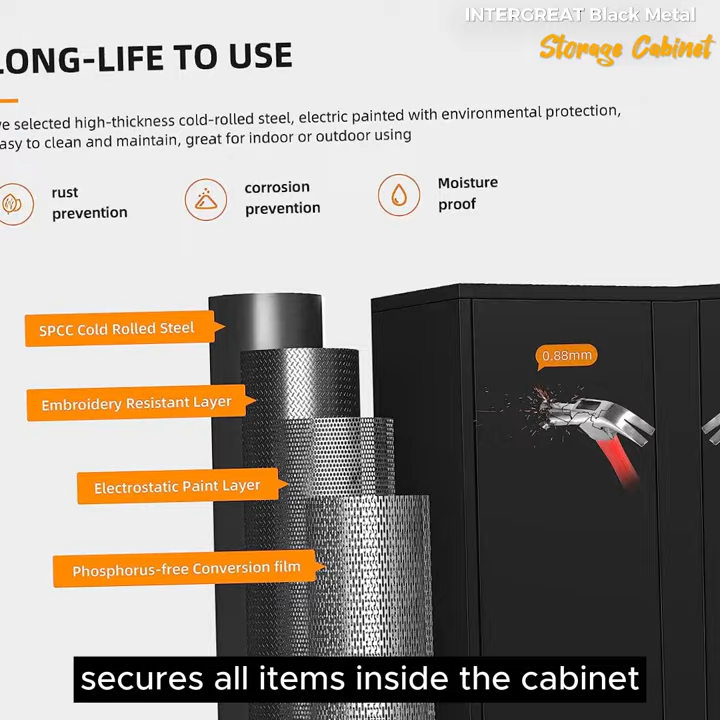 INTERGREAT Black Metal
Storage Cabinet
LONG-LIFE TO USE
we selected high-thickness cold-rolled steel, electric painted with environmental protection,
easy to clean and maintain, great for indoor or outdoor using
rust
prevention
corrosion
prevention
Moisture
proof
SPCC Cold Rolled Steel
0.88mm
Embroidery Resistant Layer
Electrostatic Paint Layer
Phosphorus-free Conversion film
secures all items inside the cabinet